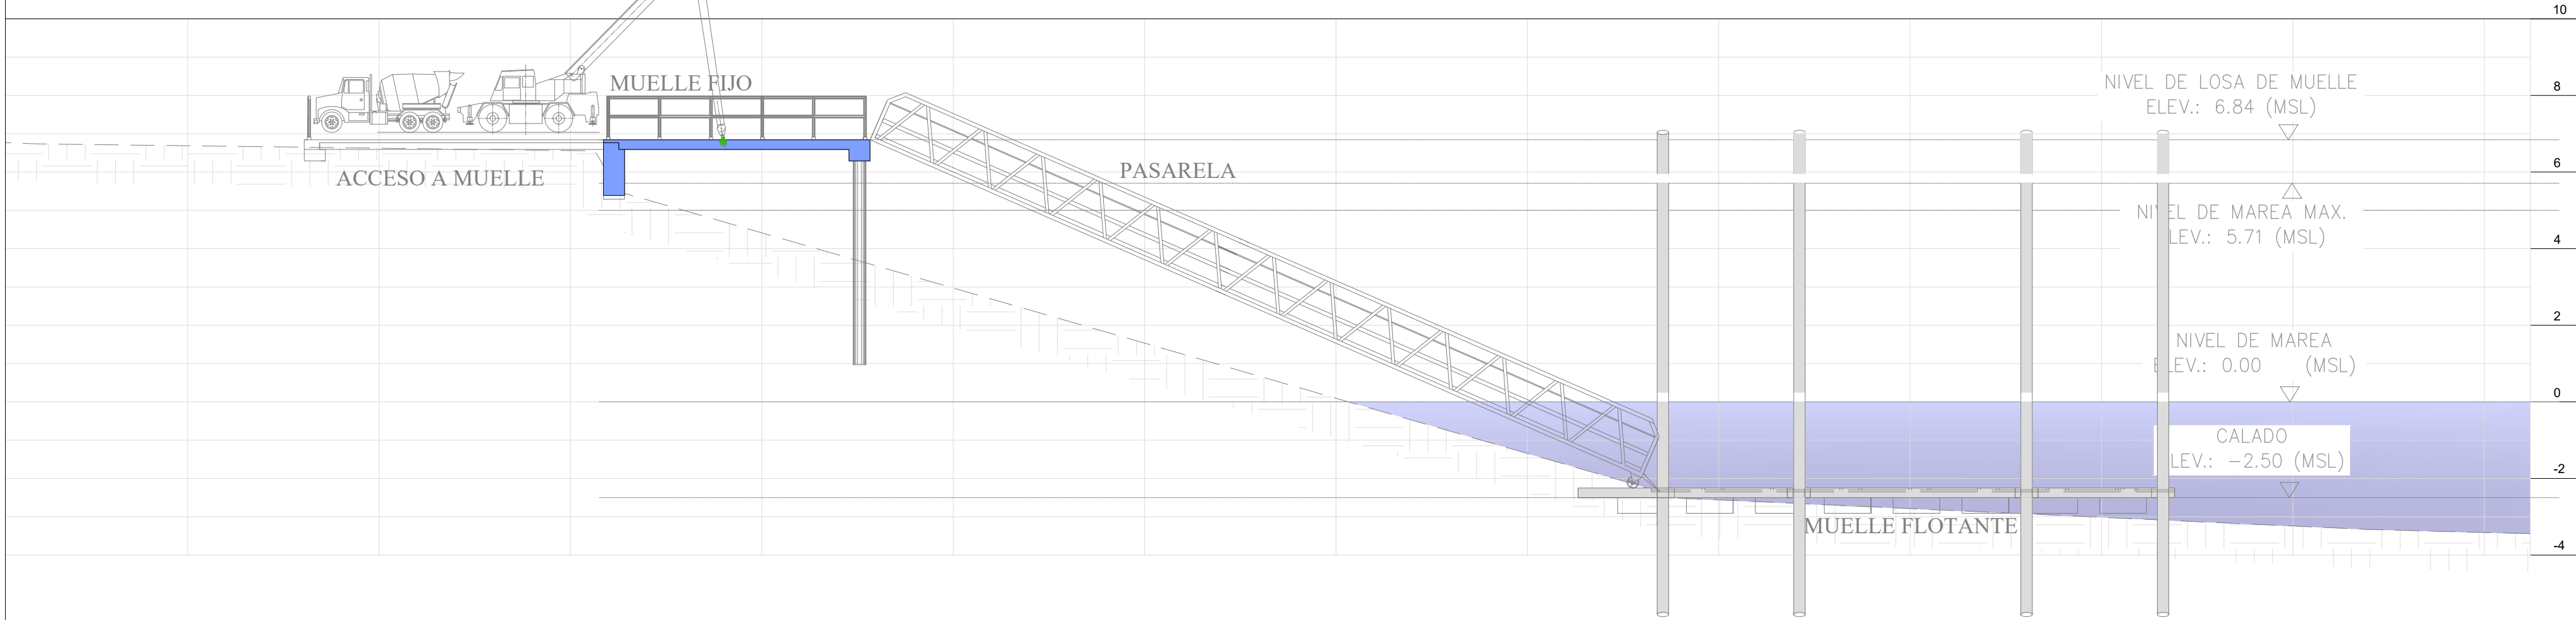 10
MUELLE FIJO
NIVEL DE LOSA DE MUELLE
ELEV.: 6.84 (MSL)
8
6
ACCESO A MUELLE
PASARELA
NIVEL DE MAREA MAX.
LEV.: 5.71 (MSL)
4
2
NIVEL DE MAREA
ELEV.: 0.00 (MSL)
0
CALADO
LEV.: -2.50 (MSL)
-2
MUELLE FLOTANTE
-4